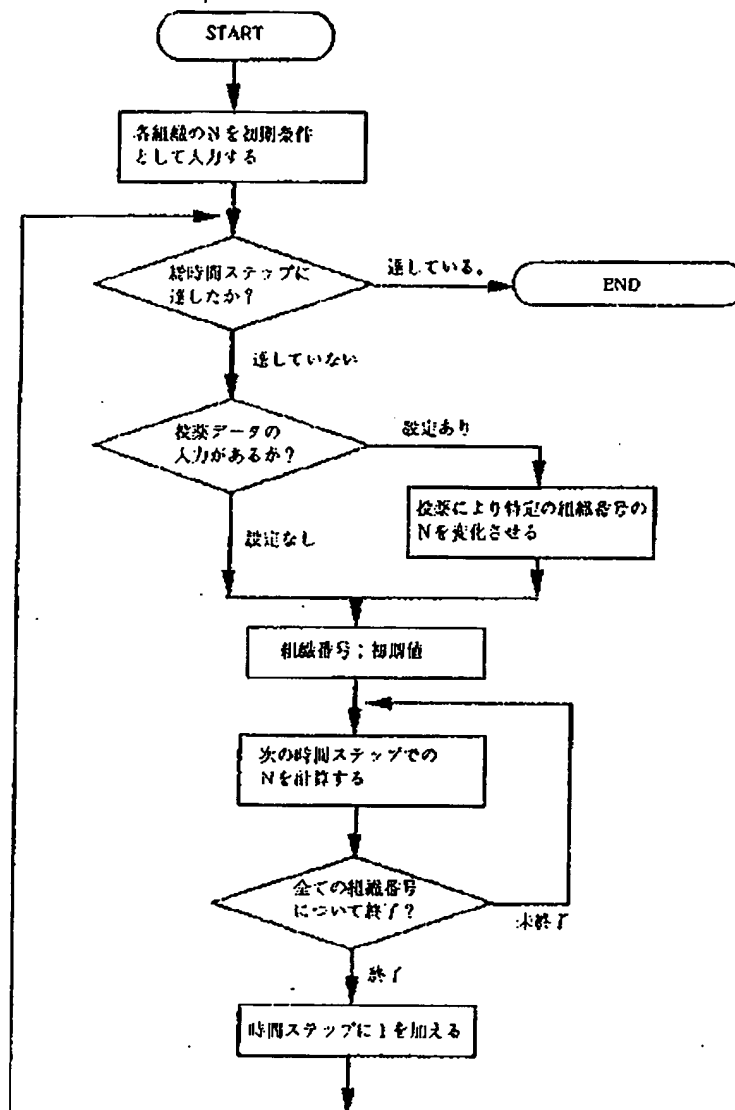 START
各組織のNを初期条件
として入力する
総時間ステップに
達したか?
達している。
END
達していない
投薬データの
入力があるか?
設定あり
投薬により特定の組織番号の
Nを変化させる
設定なし
組織番号:初期値
次の時間ステップでの
Nを計算する
全ての組織番号
について終了?
未終了
終了
時間ステップに1を加える